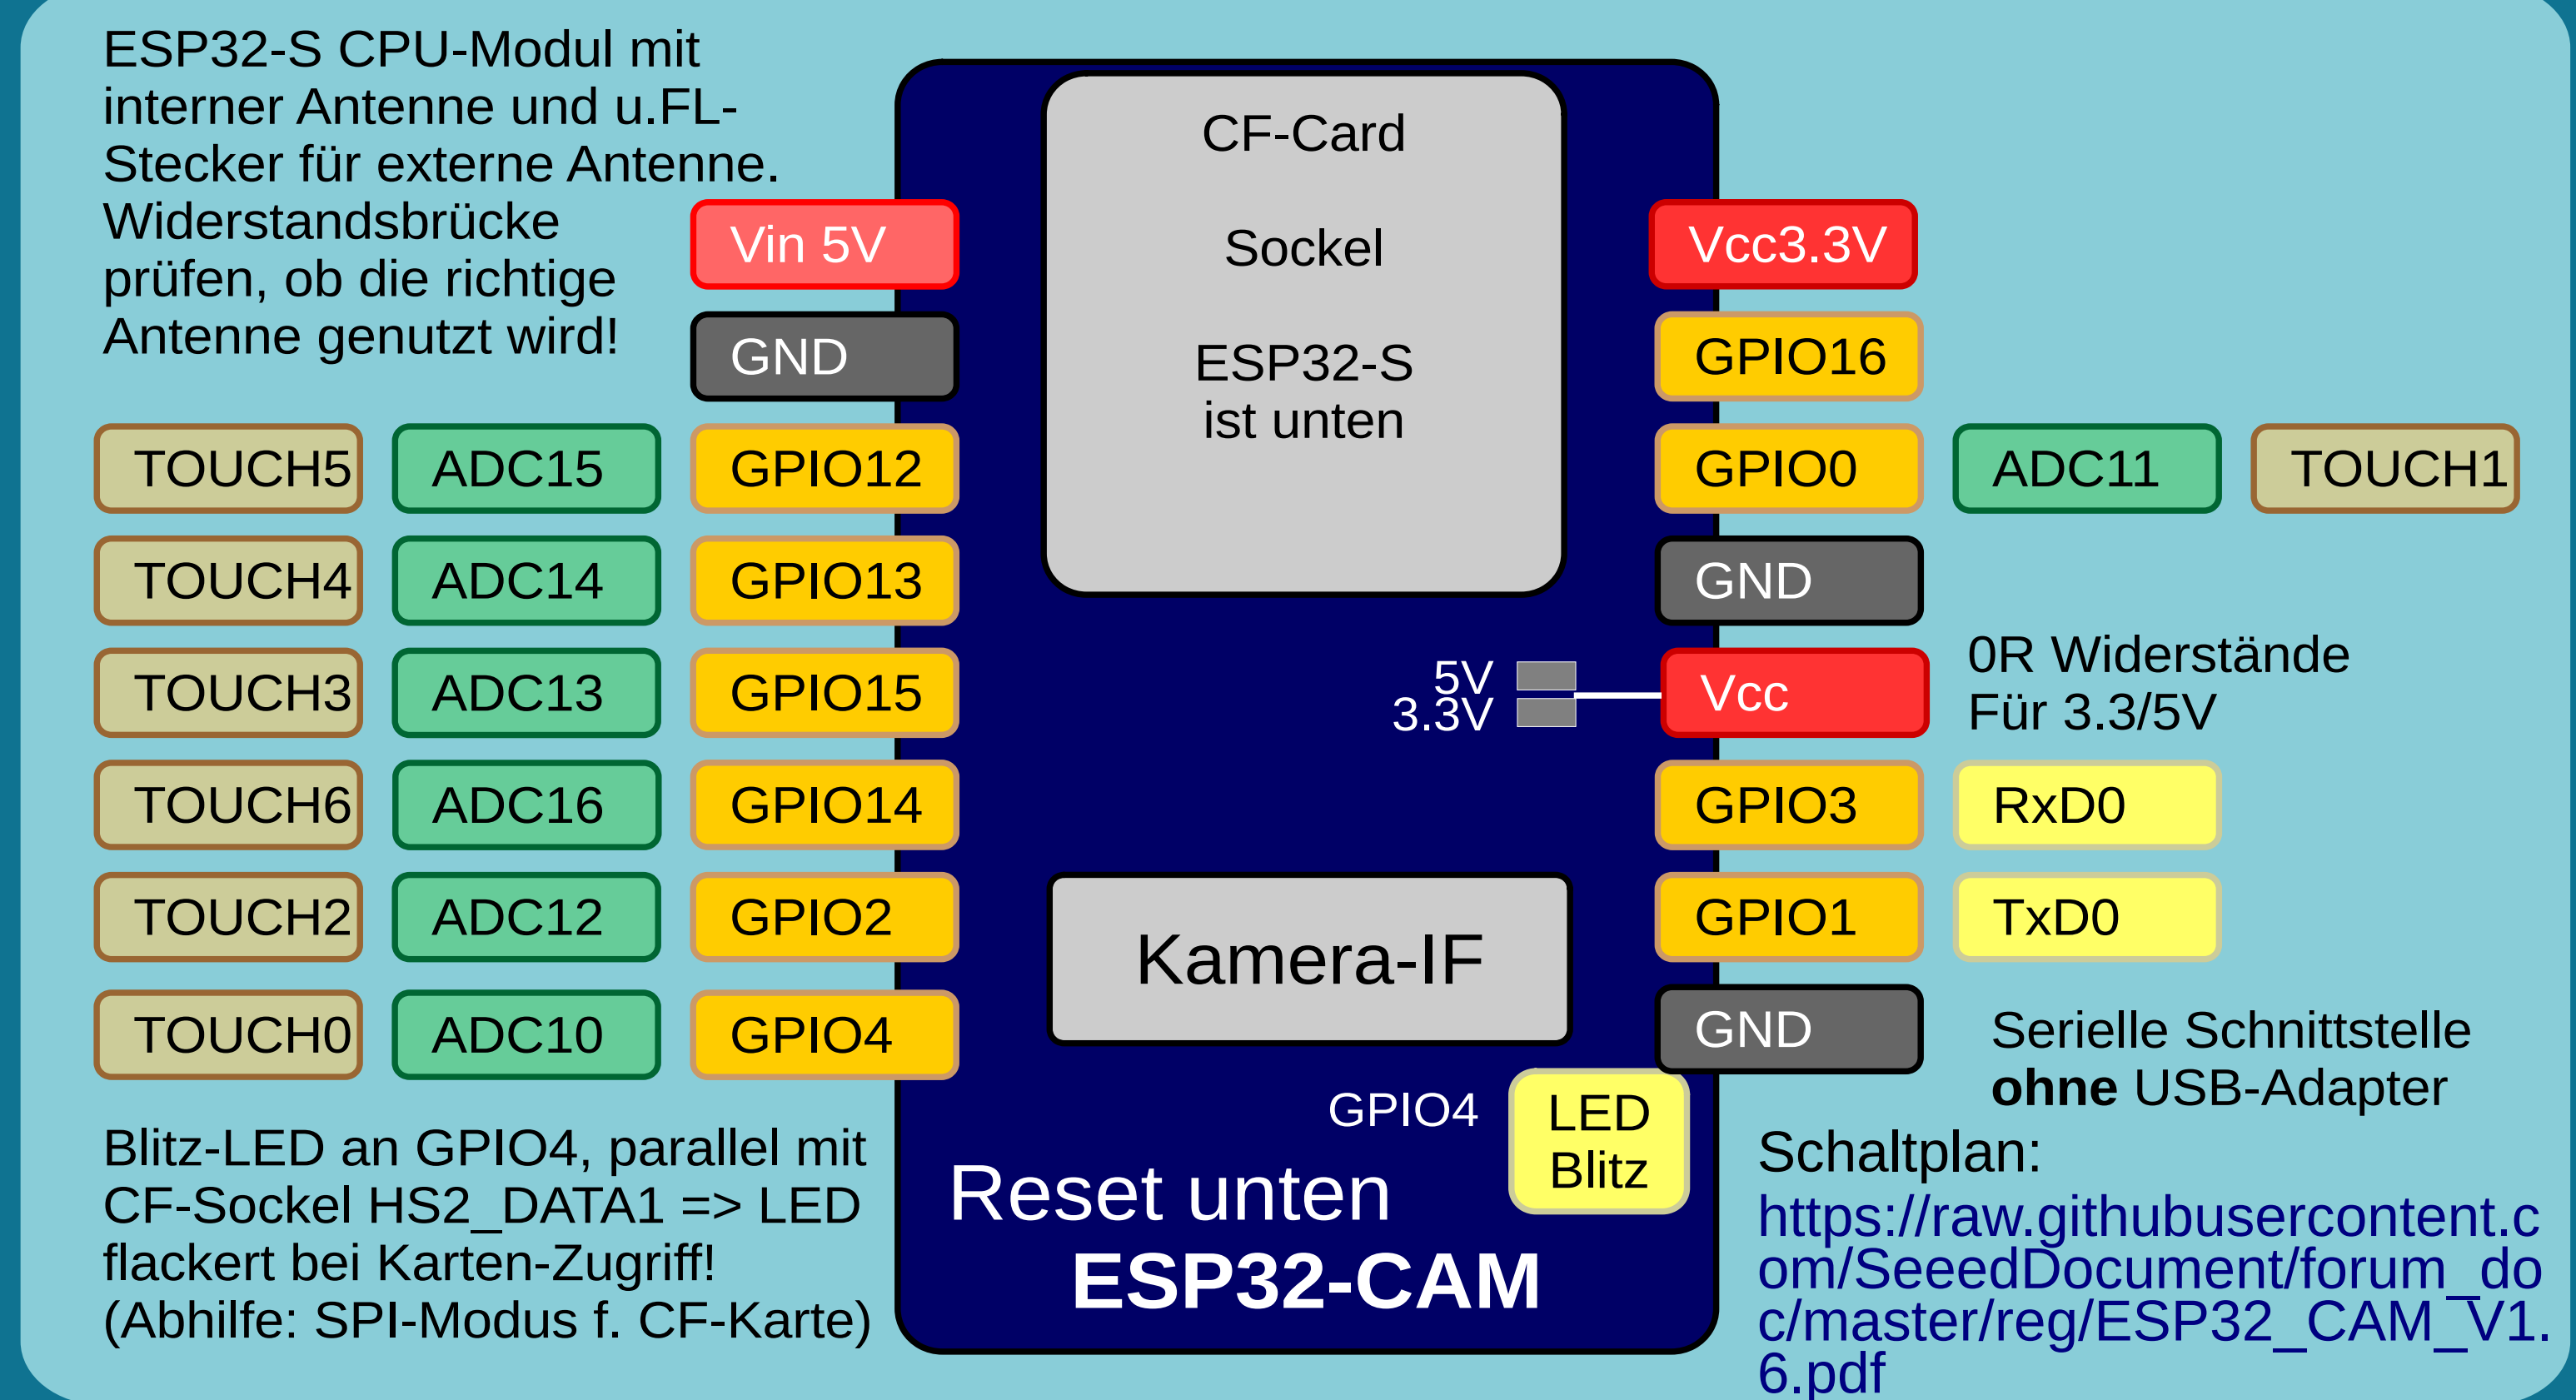 ESP32-S CPU-Modul mit
interner Antenne und u.FL-
Stecker für externe Antenne.
Widerstandsbrücke
prüfen, ob die richtige
Antenne genutzt wird!
CF-Card
Sockel
ESP32-S
ist unten
Vin 5V
Vcc3.3V
GND
GPIO16
TOUCH5 ADC15 GPIO12
GPIO0 ADC11 TOUCH1
TOUCH4 ADC14 GPIO13
GND
TOUCH3 ADC13 GPIO15
5V
3.3V
Vcc
0R Widerstände
Für 3.3/5V
TOUCH6 ADC16 GPIO14
GPIO3 RxD0
TOUCH2 ADC12 GPIO2
GPIO1 TxD0
Kamera-IF
TOUCH0 ADC10 GPIO4
GND
Serielle Schnittstelle
ohne USB-Adapter
GPIO4
LED
Blitz
Blitz-LED an GPIO4, parallel mit
CF-Sockel HS2_DATA1 => LED
flackert bei Karten-Zugriff!
(Abhilfe: SPI-Modus f. CF-Karte)
Reset unten
ESP32-CAM
Schaltplan:
https://raw.githubusercontent.c
om/SeeedDocument/forum_do
c/master/reg/ESP32_CAM_V1.
6.pdf